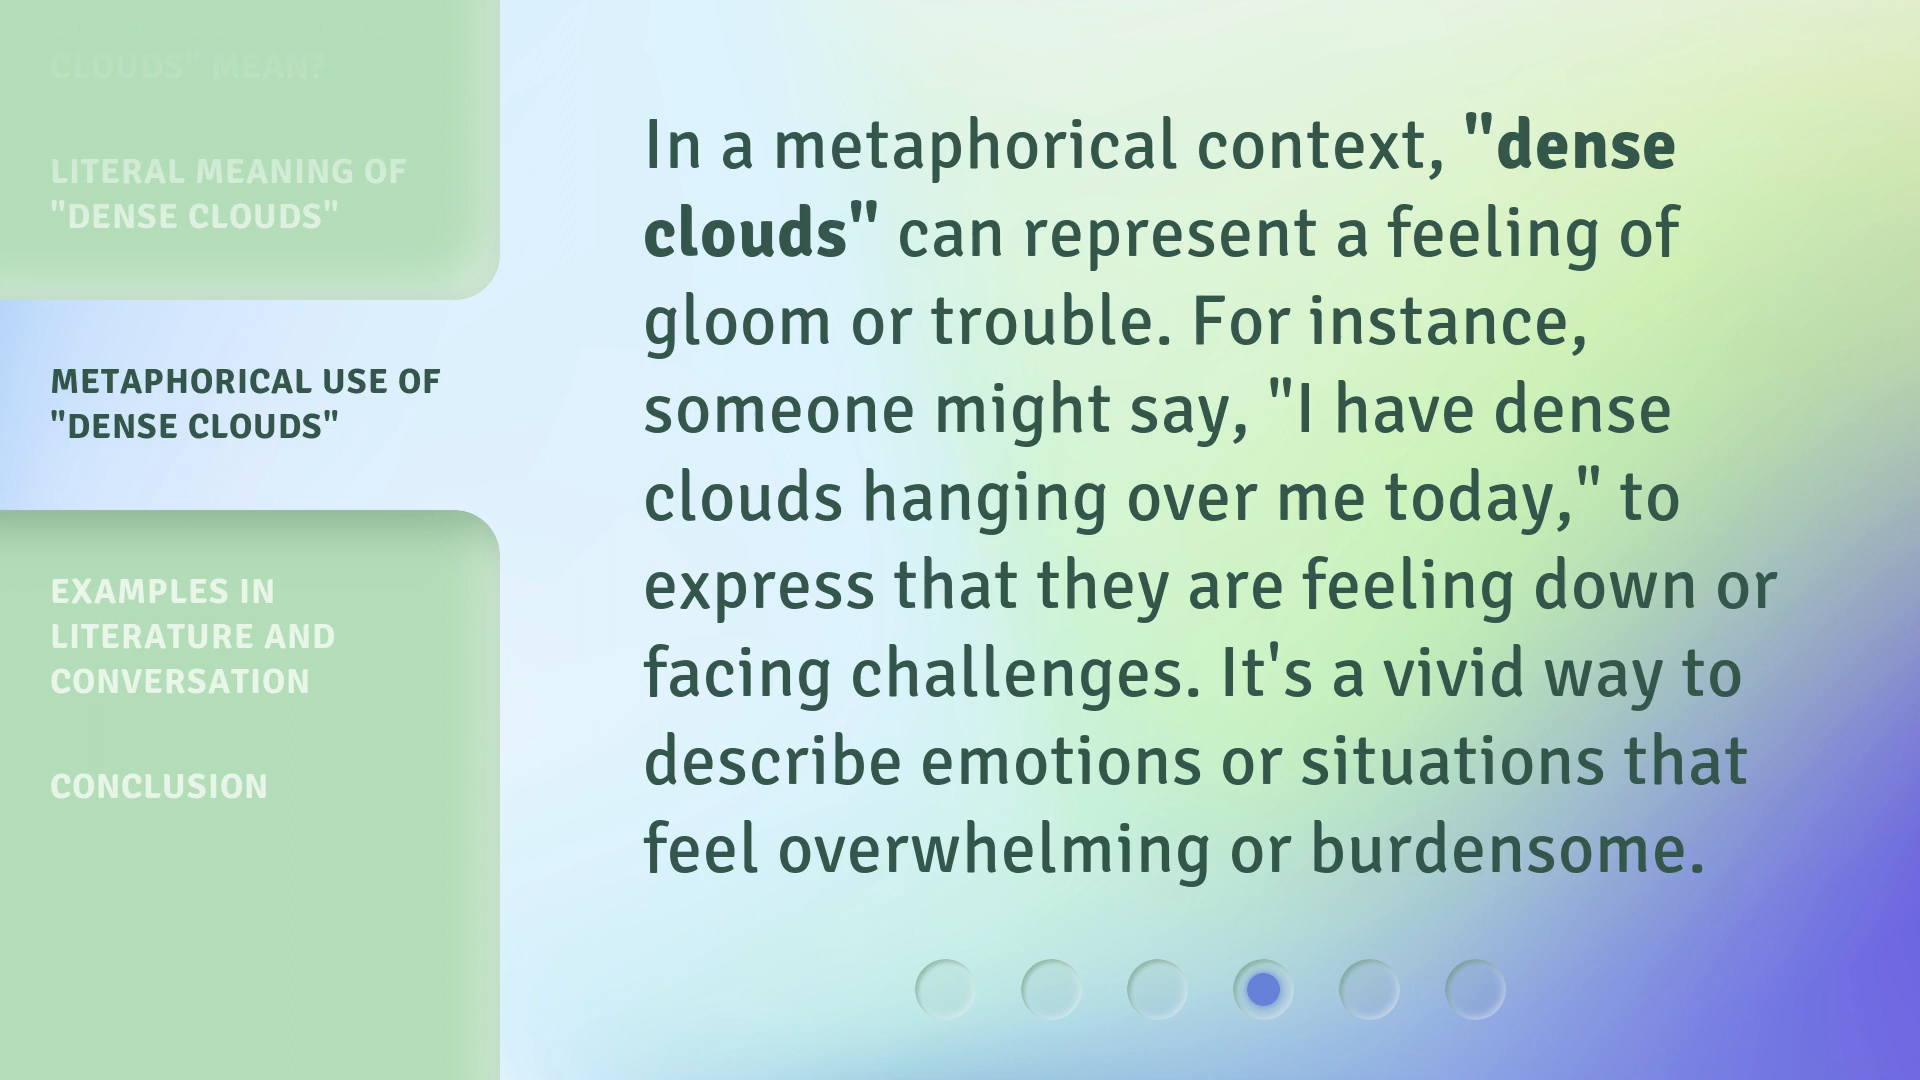 CLOUDS" MEAN?
LITERAL MEANING OF
"DENSE CLOUDS"
METAPHORICAL USE OF
"DENSE CLOUDS"
EXAMPLES IN
LITERATURE AND
CONVERSATION
CONCLUSION
In a metaphorical context, "dense
clouds" can represent a feeling of
gloom or trouble. For instance,
someone might say, "I have dense
clouds hanging over me today," to
express that they are feeling down or
facing challenges. It's a vivid way to
describe emotions or situations that
feel overwhelming or burdensome.